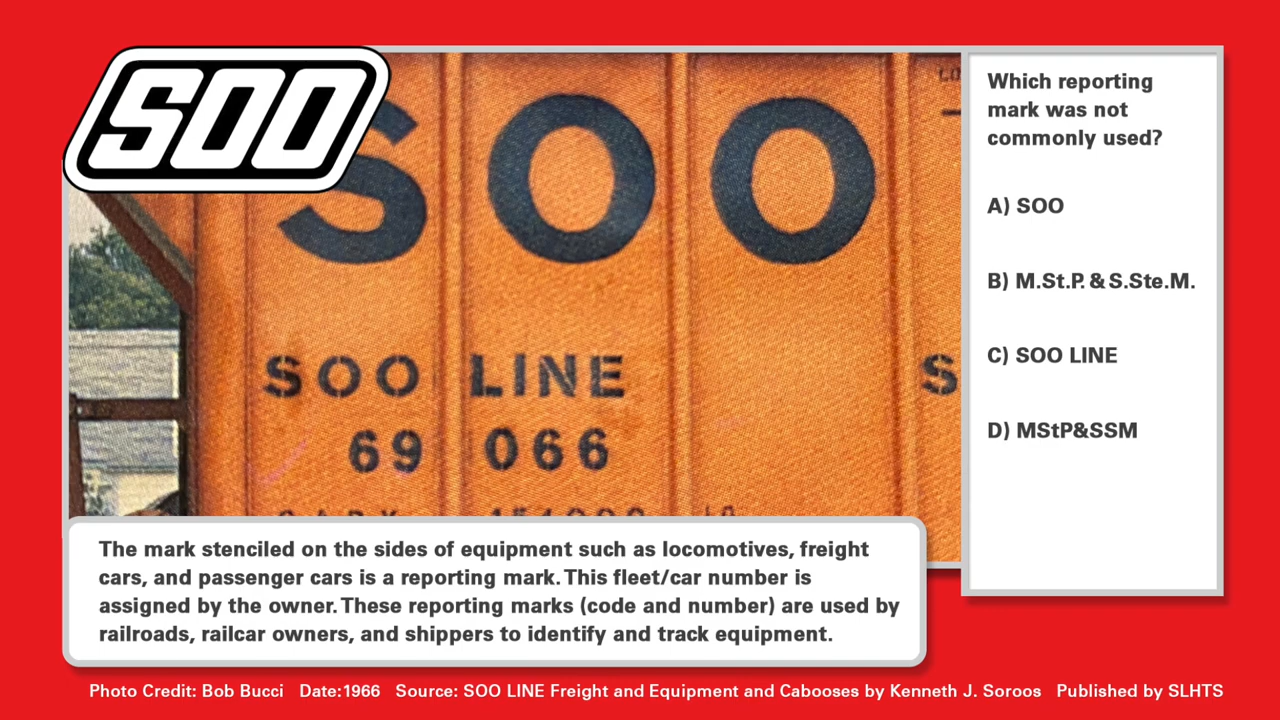 SOO
SOO
SOO LINE
69 066
Which reporting
mark was not
commonly used?
A) SOO
B) M.St.P. & S.Ste.M.
C) SOO LINE
D) MStP&SSM
The mark stenciled on the sides of equipment such as locomotives, freight
cars, and passenger cars is a reporting mark. This fleet/car number is
assigned by the owner. These reporting marks (code and number) are used by
railroads, railcar owners, and shippers to identify and track equipment.
Photo Credit: Bob Bucci Date:1966 Source: SOO LINE Freight and Equipment and Cabooses by Kenneth J. Soroos Published by SLHTS